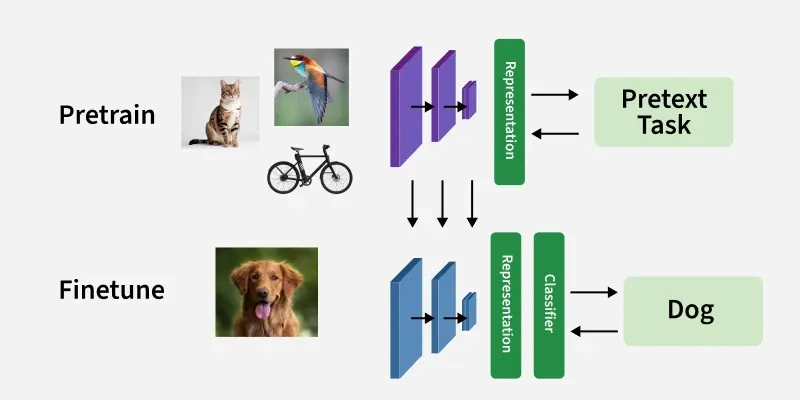 Pretrain
Representation
Pretext
Task
Finetune
Representation
Classifier
Dog